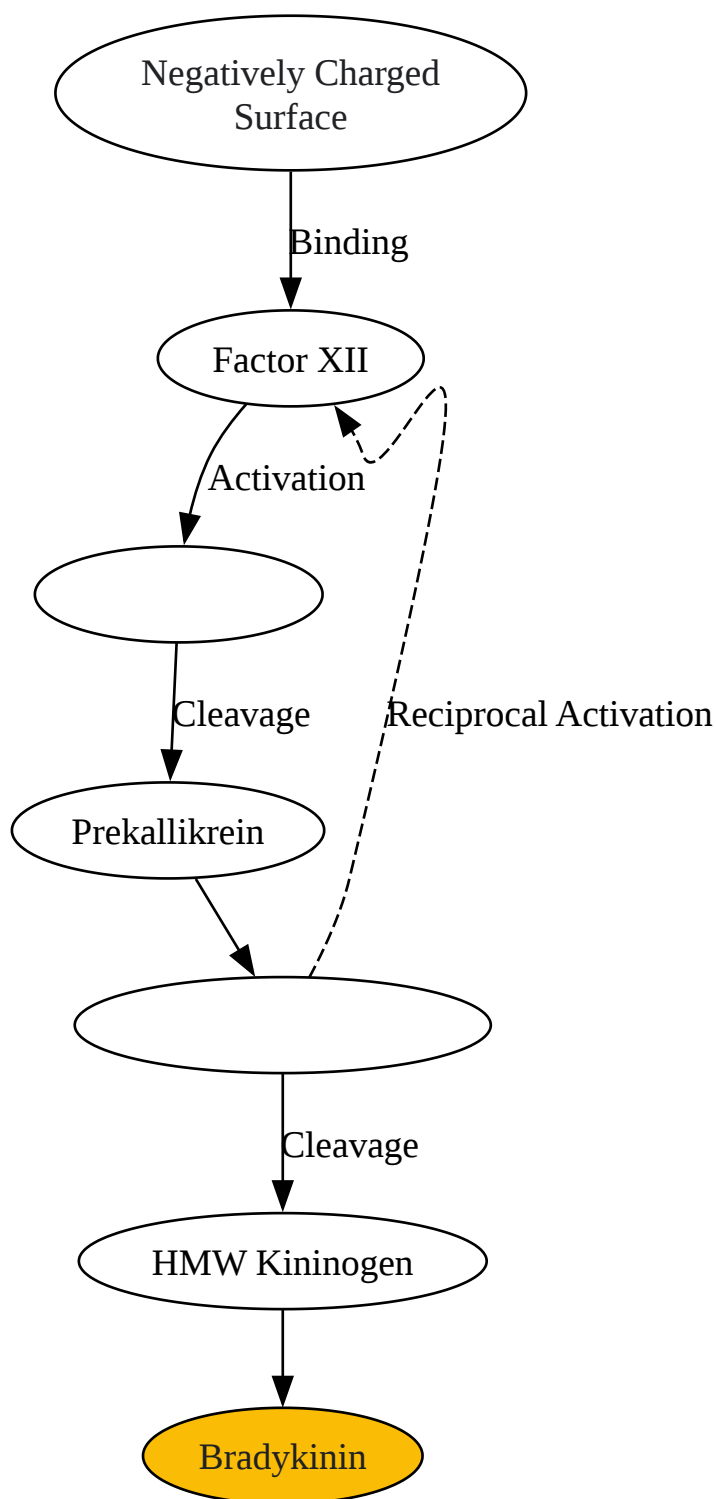 Negatively Charged
Surface
Binding
Factor XII
Activation
Cleavage
Reciprocal Activation
Prekallikrein
Cleavage
HMW Kininogen
Bradykinin